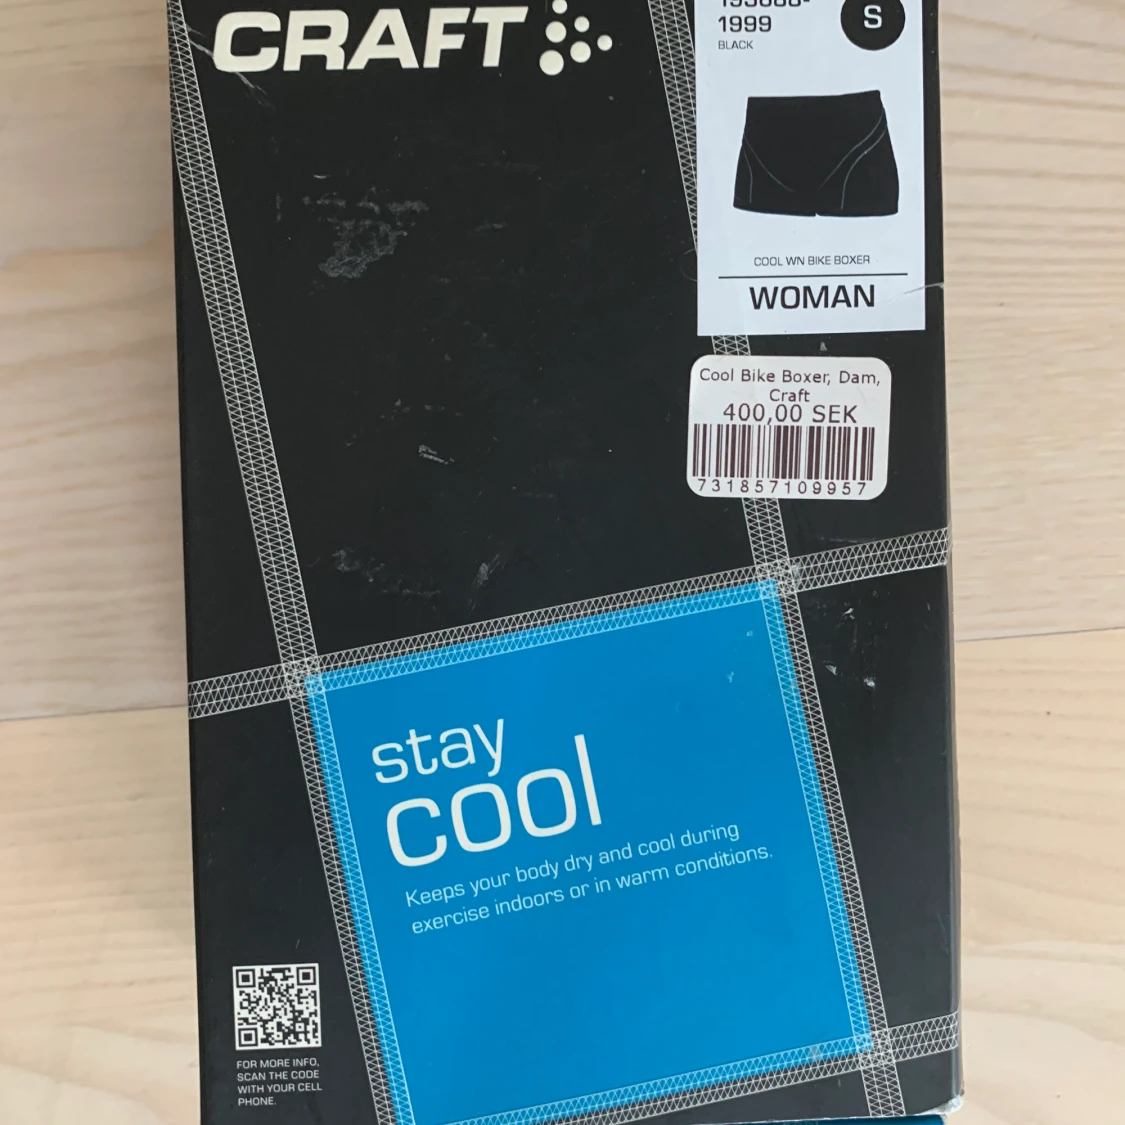 CRAFT
1999
S
BLACK
COOL WN BIKE BOXER
WOMAN
Cool Bike Boxer, Dam,
Craft
400,00 SEK
731857109957
stay
cool
Keeps your body dry and cool during
exercise indoors or in warm conditions.
FOR MORE INFO,
SCAN THE CODE
WITH YOUR CELL
PHONE.